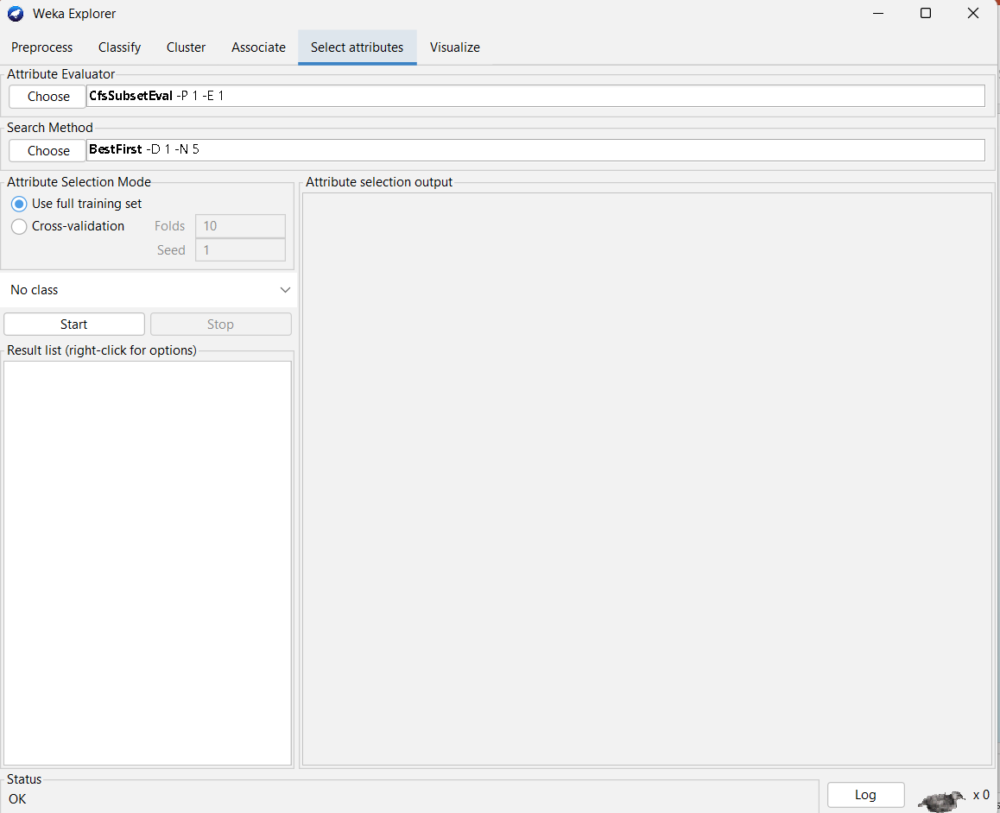 Weka Explorer
Preprocess Classify Cluster Associate Select attributes Visualize
Attribute Evaluator
Choose CfsSubsetEval -P 1 -E 1
Search Method
Choose BestFirst -D 1 -N 5
Attribute Selection Mode
Use full training set
Cross-validation Folds 10
Seed 1
No class
Start Stop
Result list (right-click for options)
Attribute selection output
Status
OK
Log x 0